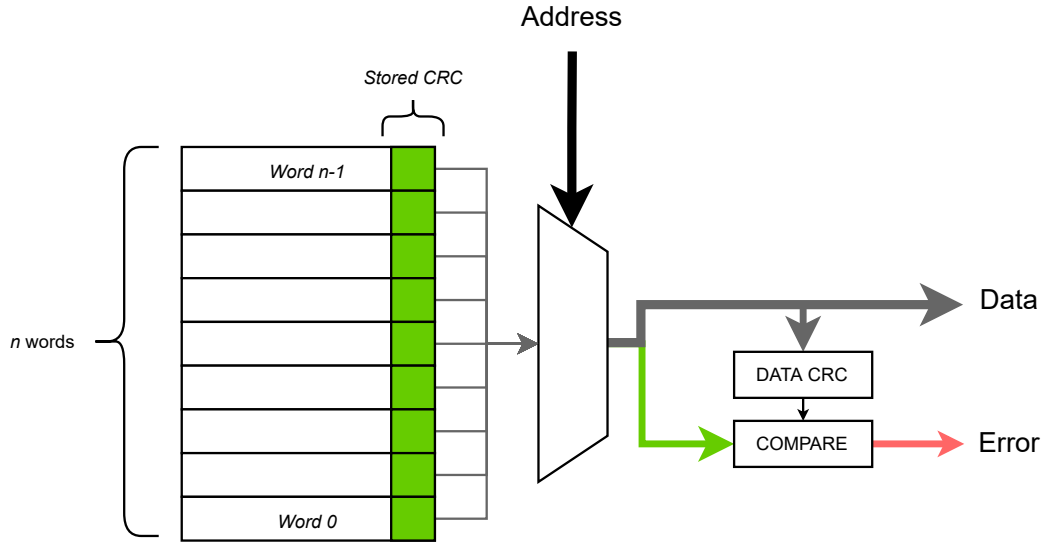 Address
Stored CRC
Word n-1
n words
Data
DATA CRC
COMPARE
Error
Word 0